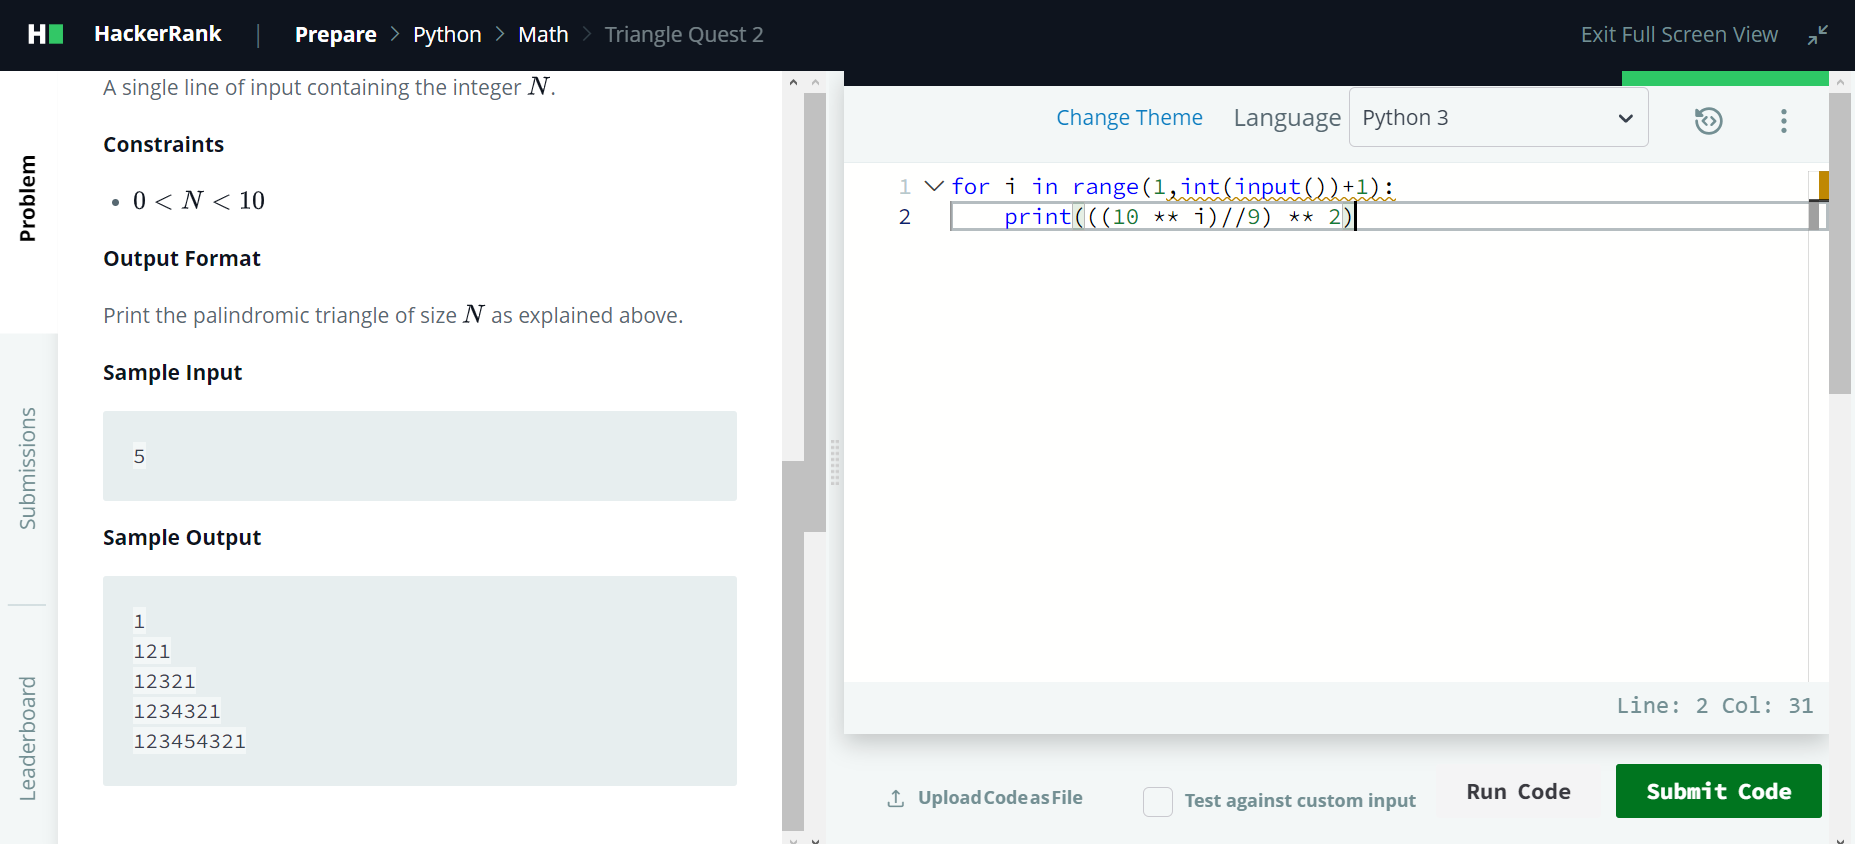 H HackerRank | Prepare > Python > Math > Triangle Quest 2 Exit Full Screen View
Problem
Submissions
Leaderboard
A single line of input containing the integer N.
Constraints
• 0 < N < 10
Output Format
Print the palindromic triangle of size N as explained above.
Sample Input
5
Sample Output
1
121
12321
1234321
123454321
Change Theme Language Python 3
1 for i in range(1,int(input())+1):
2 print(((10 ** i)//9) ** 2)
Line: 2 Col: 31
Upload Code as File Test against custom input Run Code Submit Code